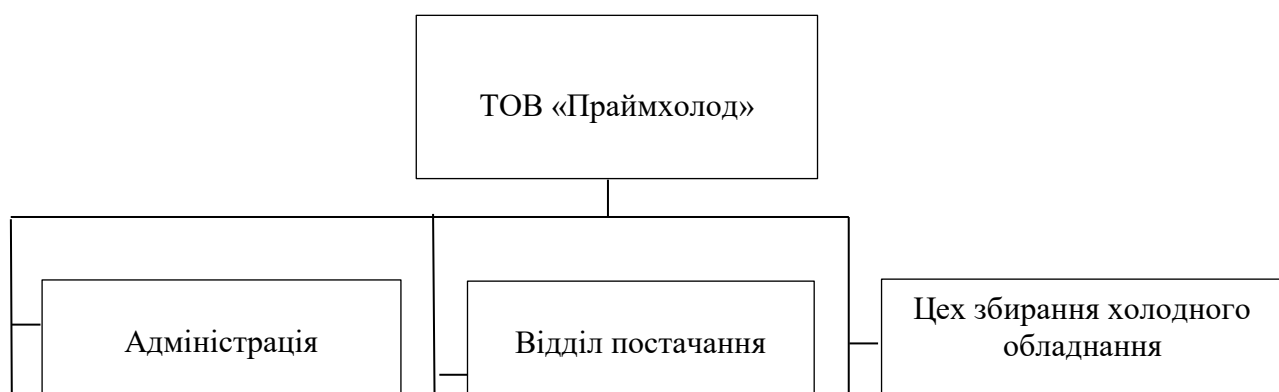 ТОВ «Праймхолод»
Адміністрація
Відділ постачання
Цех збирання холодного
обладнання